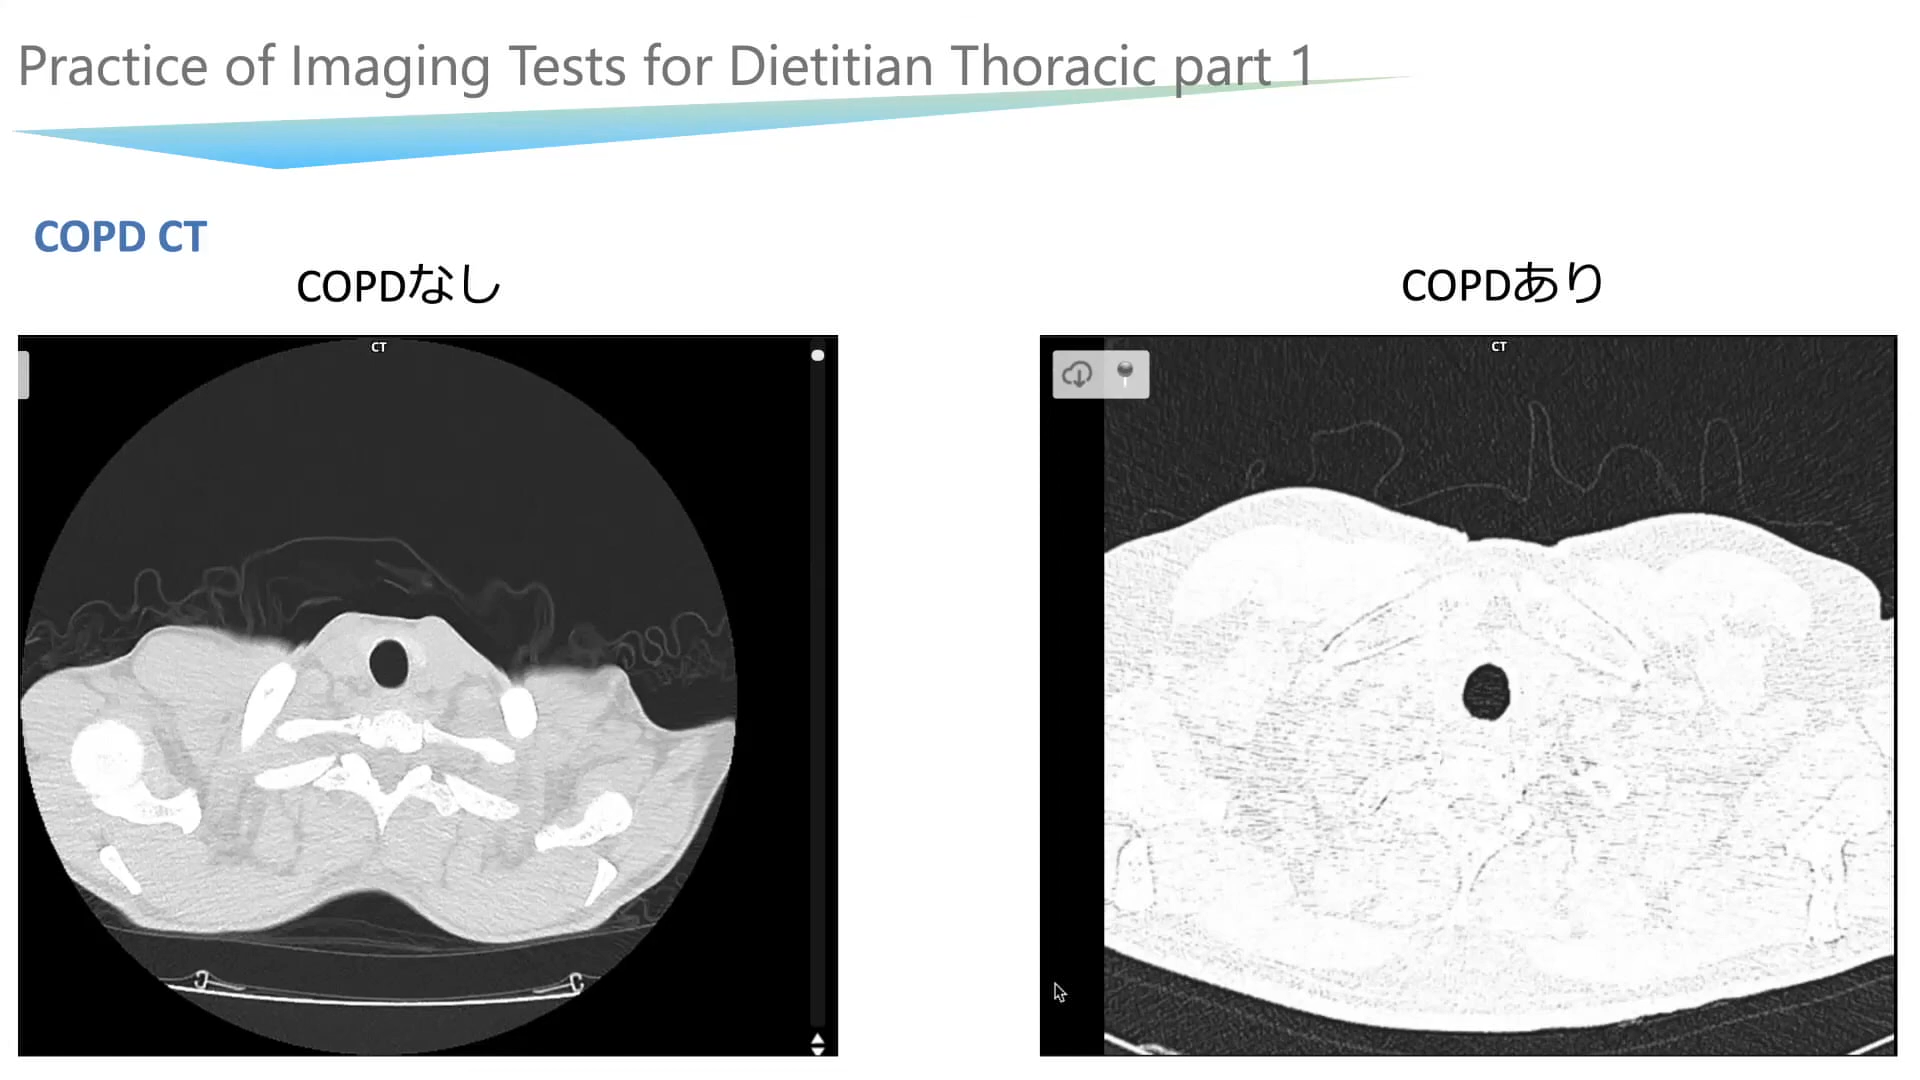 Practice of Imaging Tests for Dietitian Thoracic part 1
COPD CT
COPDなし
COPDあり
CT
CT